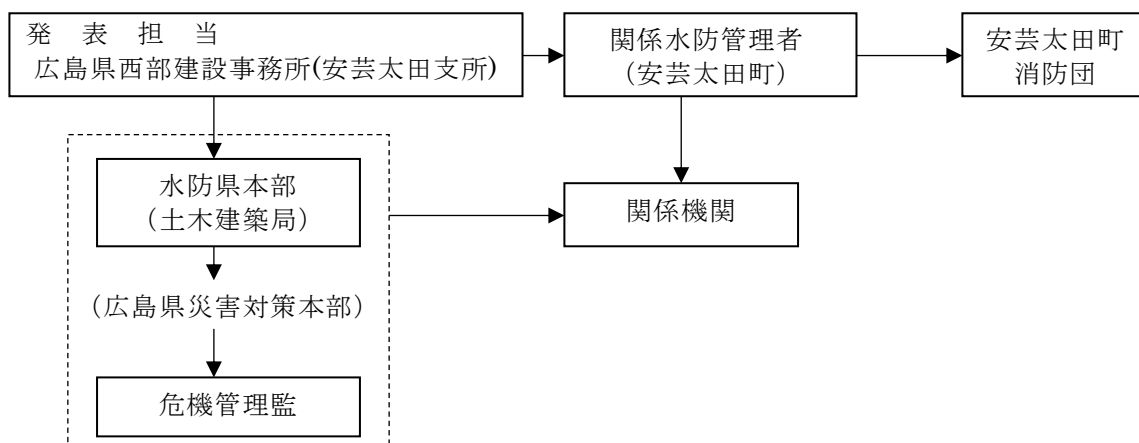 発 表 担 当
広島県西部建設事務所(安芸太田支所)
関係水防管理者
(安芸太田町)
安芸太田町
消防団
水防県本部
(土木建築局)
関係機関
(広島県災害対策本部)
危機管理監